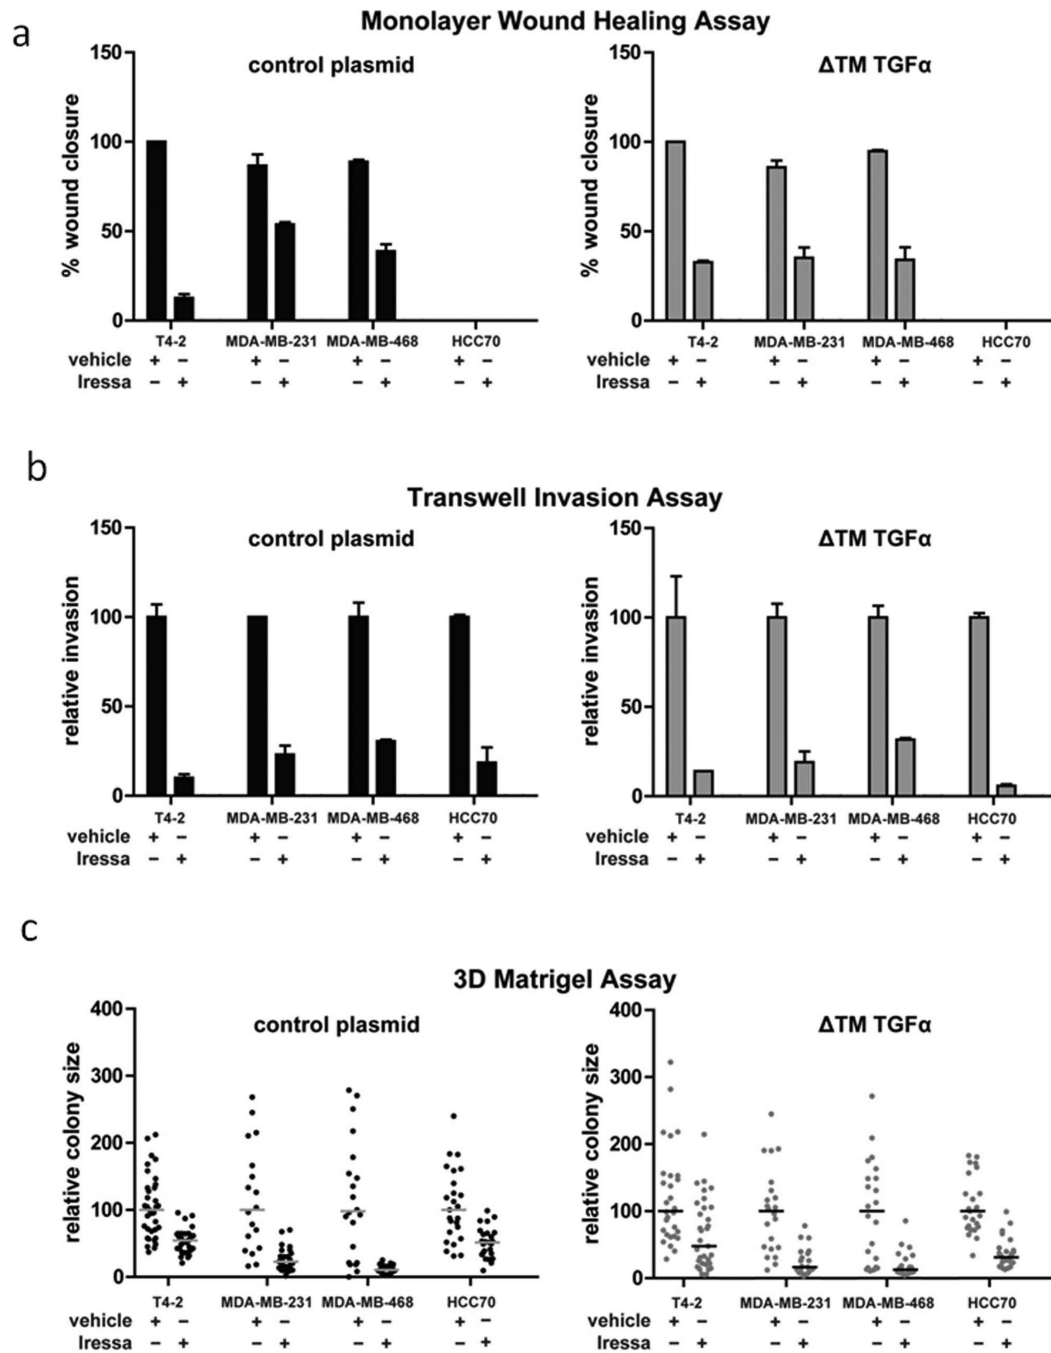 a
Monolayer Wound Healing Assay
control plasmid
% wound closure
150
100
50
0
T4-2 MDA-MB-231 MDA-MB-468 HCC70
vehicle + − + − + − + −
Iressa − + − + − + − +
ΔTM TGFα
% wound closure
150
100
50
0
T4-2 MDA-MB-231 MDA-MB-468 HCC70
+ − + − + − + −
− + − + − + − +
b
Transwell Invasion Assay
control plasmid
relative invasion
150
100
50
0
T4-2 MDA-MB-231 MDA-MB-468 HCC70
vehicle + − + − + − + −
Iressa − + − + − + − +
ΔTM TGFα
relative invasion
150
100
50
0
T4-2 MDA-MB-231 MDA-MB-468 HCC70
+ − + − + − + −
− + − + − + − +
c
3D Matrigel Assay
control plasmid
relative colony size
400
300
200
100
0
T4-2 MDA-MB-231 MDA-MB-468 HCC70
vehicle + − + − + − + −
Iressa − + − + − + − +
ΔTM TGFα
relative colony size
400
300
200
100
0
T4-2 MDA-MB-231 MDA-MB-468 HCC70
vehicle + − + − + − + −
Iressa − + − + − + − +